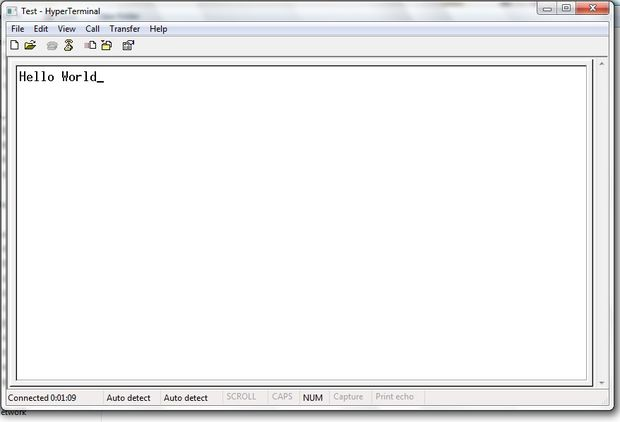 Test - HyperTerminal
File Edit View Call Transfer Help
Hello World_
Connected 0:01:09 Auto detect Auto detect SCROLL CAPS NUM Capture Print echo
etwork